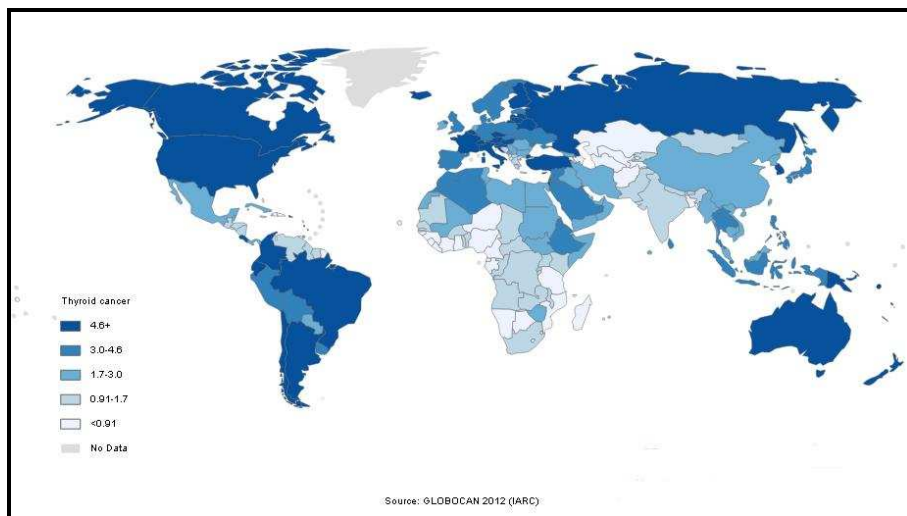 Thyroid cancer
4.6+
3.0-4.6
1.7-3.0
0.91-1.7
<0.91
No Data
Source: GLOBOCAN 2012 (IARC)